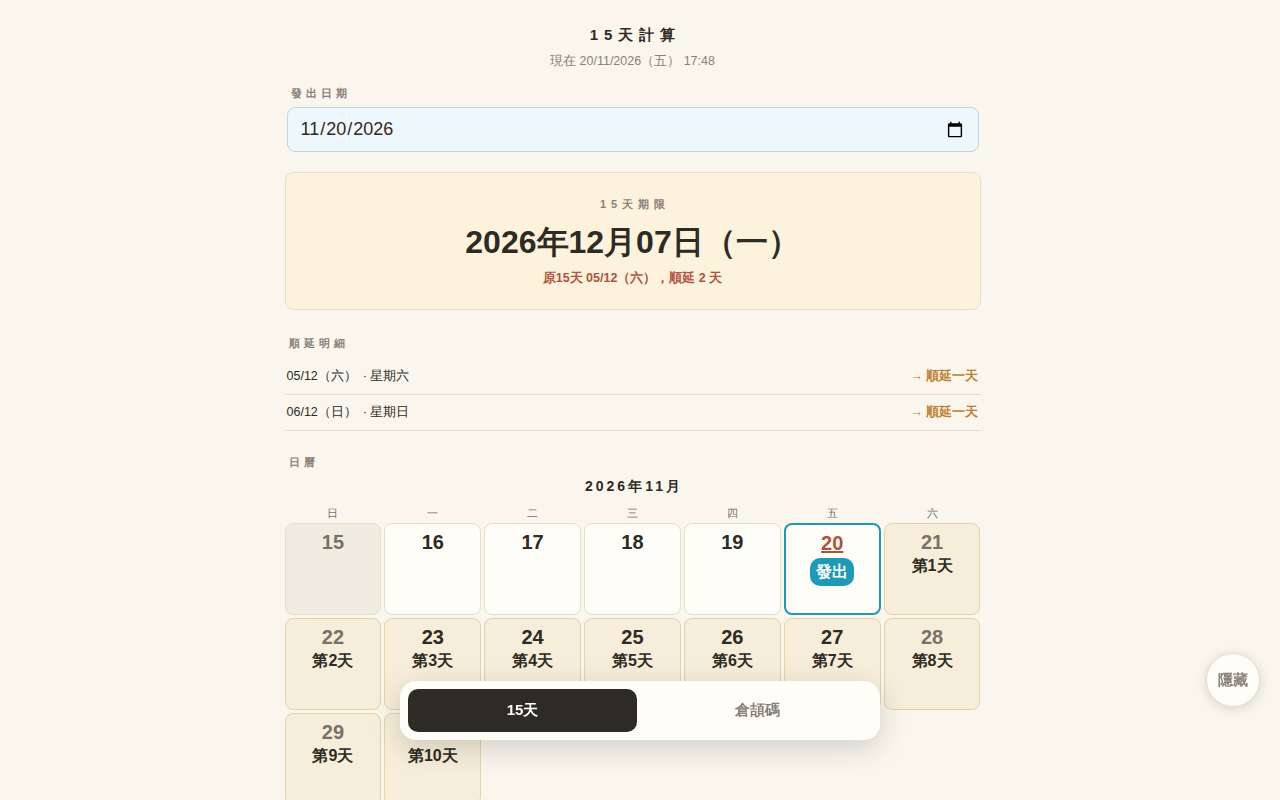 15天計算
現在 20/11/2026（五） 17:48
發出日期
11/20/2026
15天期限
2026年12月07日（一）
原15天 05/12（六），順延 2 天
順延明細
05/12（六） · 星期六 → 順延一天
06/12（日） · 星期日 → 順延一天
日曆
2026年11月
日 一 二 三 四 五 六
15 16 17 18 19 20 21
發出 第1天
22 23 24 25 26 27 28
第2天 第3天 第4天 第5天 第6天 第7天 第8天
隱藏
15天 倉頡碼
29
第9天 第10天